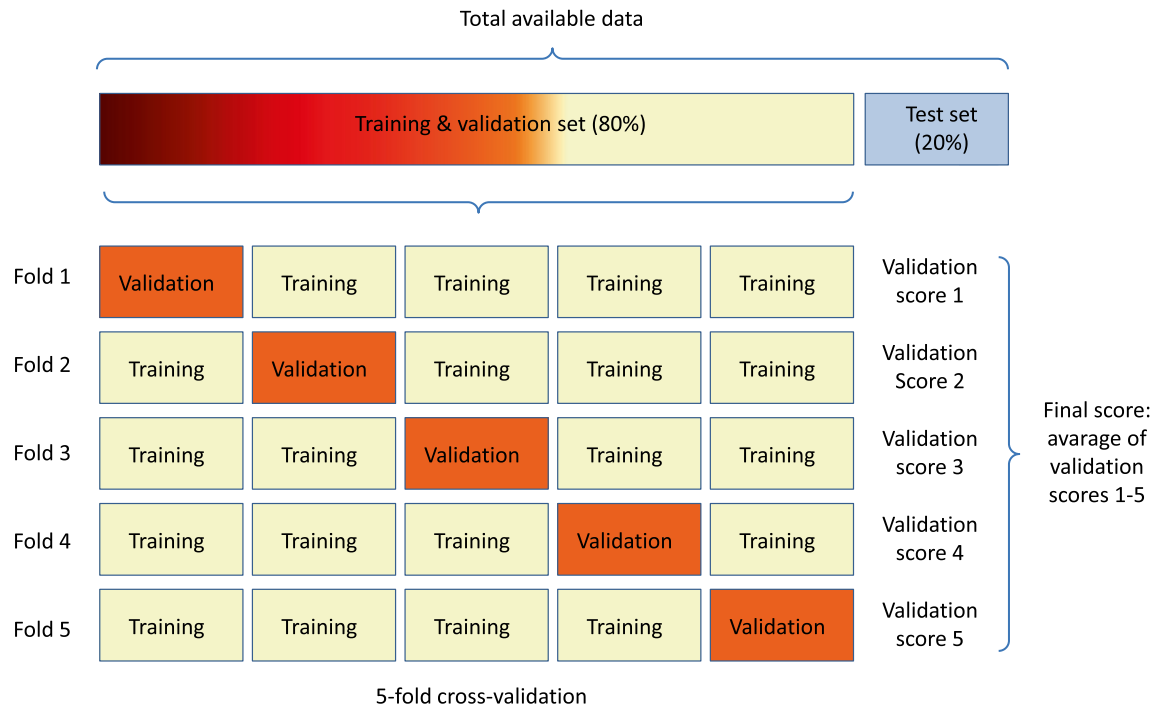 Total available data
Training & validation set (80%)
Test set
(20%)
Fold 1
Validation
Training
Training
Training
Training
Validation
score 1
Fold 2
Training
Validation
Training
Training
Training
Validation
Score 2
Fold 3
Training
Training
Validation
Training
Training
Validation
score 3
Fold 4
Training
Training
Training
Validation
Training
Validation
score 4
Fold 5
Training
Training
Training
Training
Validation
Validation
score 5
Final score:
avarage of
validation
scores 1-5
5-fold cross-validation